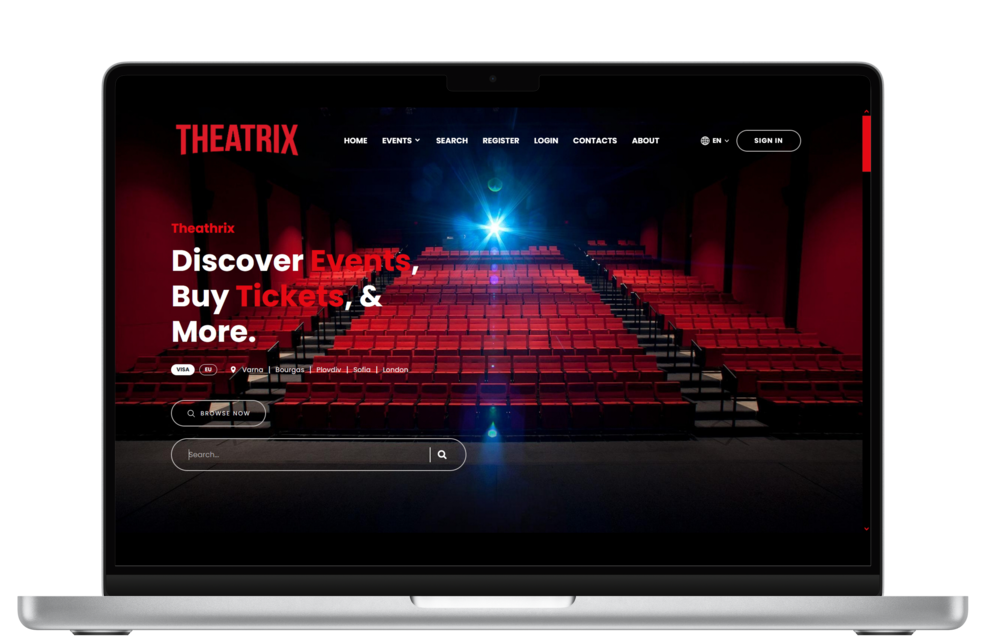 THEATRIX
HOME EVENTS SEARCH REGISTER LOGIN CONTACTS ABOUT EN SIGN IN
Theathrix
Discover Events,
Buy Tickets, &
More.
VISA EU Varna | Bourgas | Plovdiv | Sofia | London
BROWSE NOW
Search...